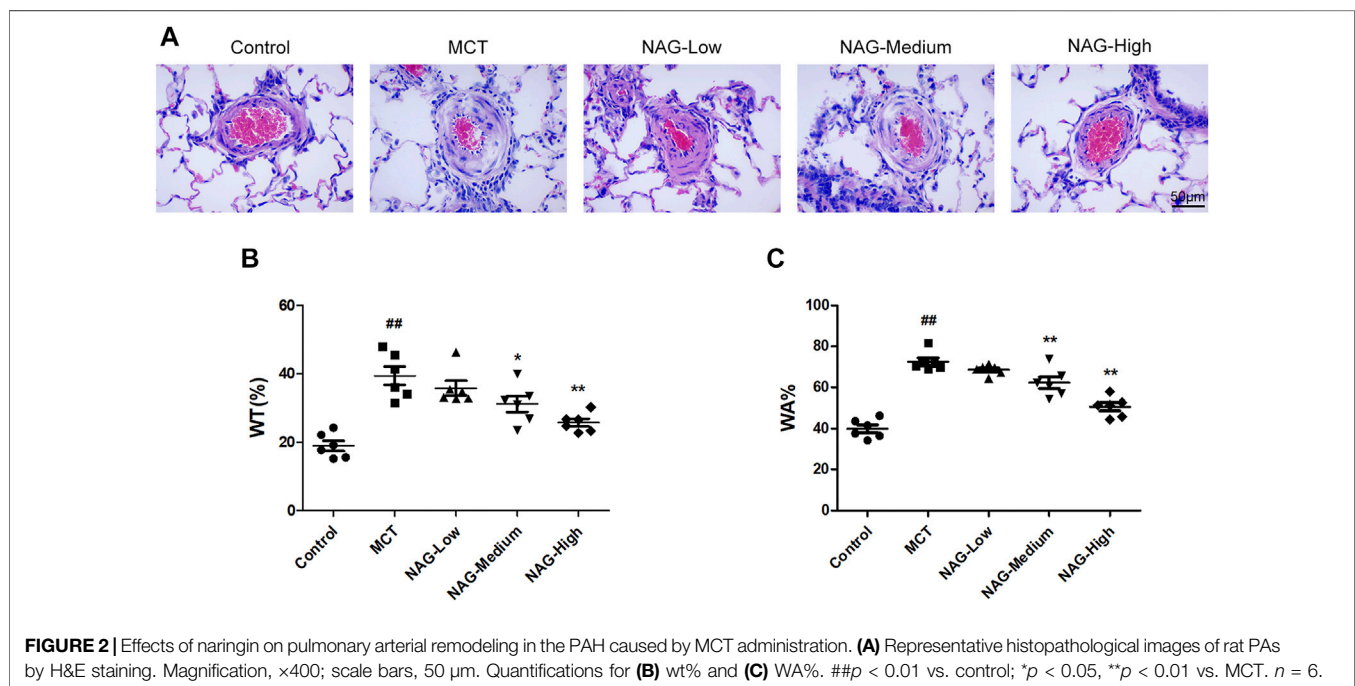 A
Control
MCT
NAG-Low
NAG-Medium
NAG-High
50μm
B
60
40
20
0
WT(%)
##
*
**
Control
MCT
NAG-Low
NAG-Medium
NAG-High
C
100
80
60
40
20
0
WA%
##
**
**
Control
MCT
NAG-Low
NAG-Medium
NAG-High
FIGURE 2 | Effects of naringin on pulmonary arterial remodeling in the PAH caused by MCT administration. (A) Representative histopathological images of rat PAs
by H&E staining. Magnification, ×400; scale bars, 50 μm. Quantifications for (B) wt% and (C) WA%. ##p < 0.01 vs. control; *p < 0.05, **p < 0.01 vs. MCT. n = 6.